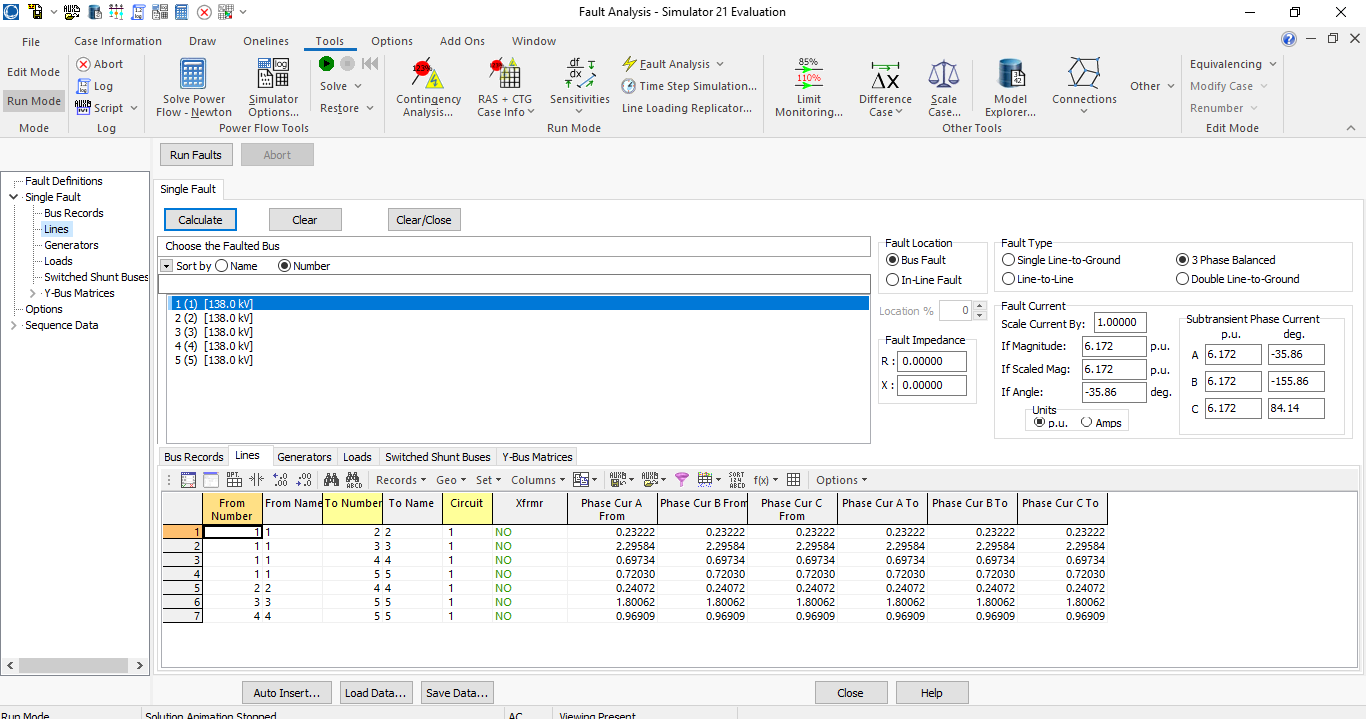 Fault Analysis - Simulator 21 Evaluation
File Case Information Draw Onelines Tools Options Add Ons Window
Edit Mode
Run Mode
Mode
Abort
Log
Script
Log
Solve Power Flow - Newton
Simulator Options...
Solve
Restore
Power Flow Tools
Contingency Analysis...
RAS + CTG Case Info
Sensitivities
Fault Analysis
Time Step Simulation...
Line Loading Replicator...
Run Mode
Limit Monitoring...
Difference Case
Scale Case...
Model Explorer...
Connections
Other
Other Tools
Equivalencing
Modify Case
Renumber
Edit Mode
Run Faults Abort
Fault Definitions
Single Fault
Bus Records
Lines
Generators
Loads
Switched Shunt Buses
Y-Bus Matrices
Options
Sequence Data
Single Fault
Calculate Clear Clear/Close
Choose the Faulted Bus
Sort by Name Number
1 (1) [138.0 kV]
2 (2) [138.0 kV]
3 (3) [138.0 kV]
4 (4) [138.0 kV]
5 (5) [138.0 kV]
Fault Location
Bus Fault
In-Line Fault
Location % 0
Fault Impedance
R : 0.00000
X : 0.00000
Fault Type
Single Line-to-Ground 3 Phase Balanced
Line-to-Line Double Line-to-Ground
Fault Current
Scale Current By: 1.00000
If Magnitude: 6.172 p.u.
If Scaled Mag: 6.172 p.u.
If Angle: -35.86 deg.
Units
p.u. Amps
Subtransient Phase Current
p.u. deg.
A 6.172 -35.86
B 6.172 -155.86
C 6.172 84.14
Bus Records Lines Generators Loads Switched Shunt Buses Y-Bus Matrices
Records Geo Set Columns f(x) Options
From Number From Name To Number To Name Circuit Xfrmr Phase Cur A From Phase Cur B From Phase Cur C From Phase Cur A To Phase Cur B To Phase Cur C To
1 1 1 2 2 1 NO 0.23222 0.23222 0.23222 0.23222 0.23222 0.23222
2 1 1 3 3 1 NO 2.29584 2.29584 2.29584 2.29584 2.29584 2.29584
3 1 1 4 4 1 NO 0.69734 0.69734 0.69734 0.69734 0.69734 0.69734
4 1 1 5 5 1 NO 0.72030 0.72030 0.72030 0.72030 0.72030 0.72030
5 2 2 4 4 1 NO 0.24072 0.24072 0.24072 0.24072 0.24072 0.24072
6 3 3 5 5 1 NO 1.80062 1.80062 1.80062 1.80062 1.80062 1.80062
7 4 4 5 5 1 NO 0.96909 0.96909 0.96909 0.96909 0.96909 0.96909
Auto Insert... Load Data... Save Data... Close Help
Run Mode Solution Animation Stopped AC Viewing Present